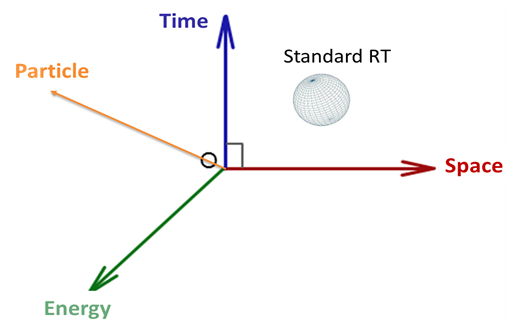 Time
Standard RT
Particle
O
Space
Energy